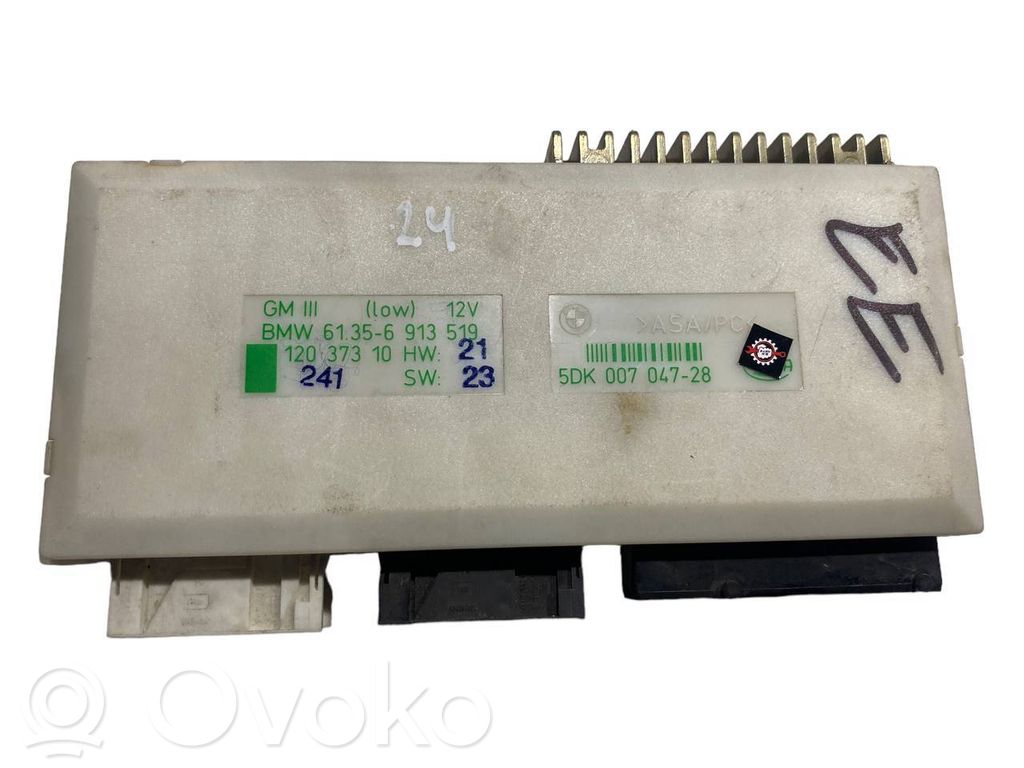 24
EE
GM III (low) 12V
BMW 61.35-6 913 519
120 373 10 HW: 21
241 SW: 23
>ASA/PC<
5DK 007 047-28
Ovoko